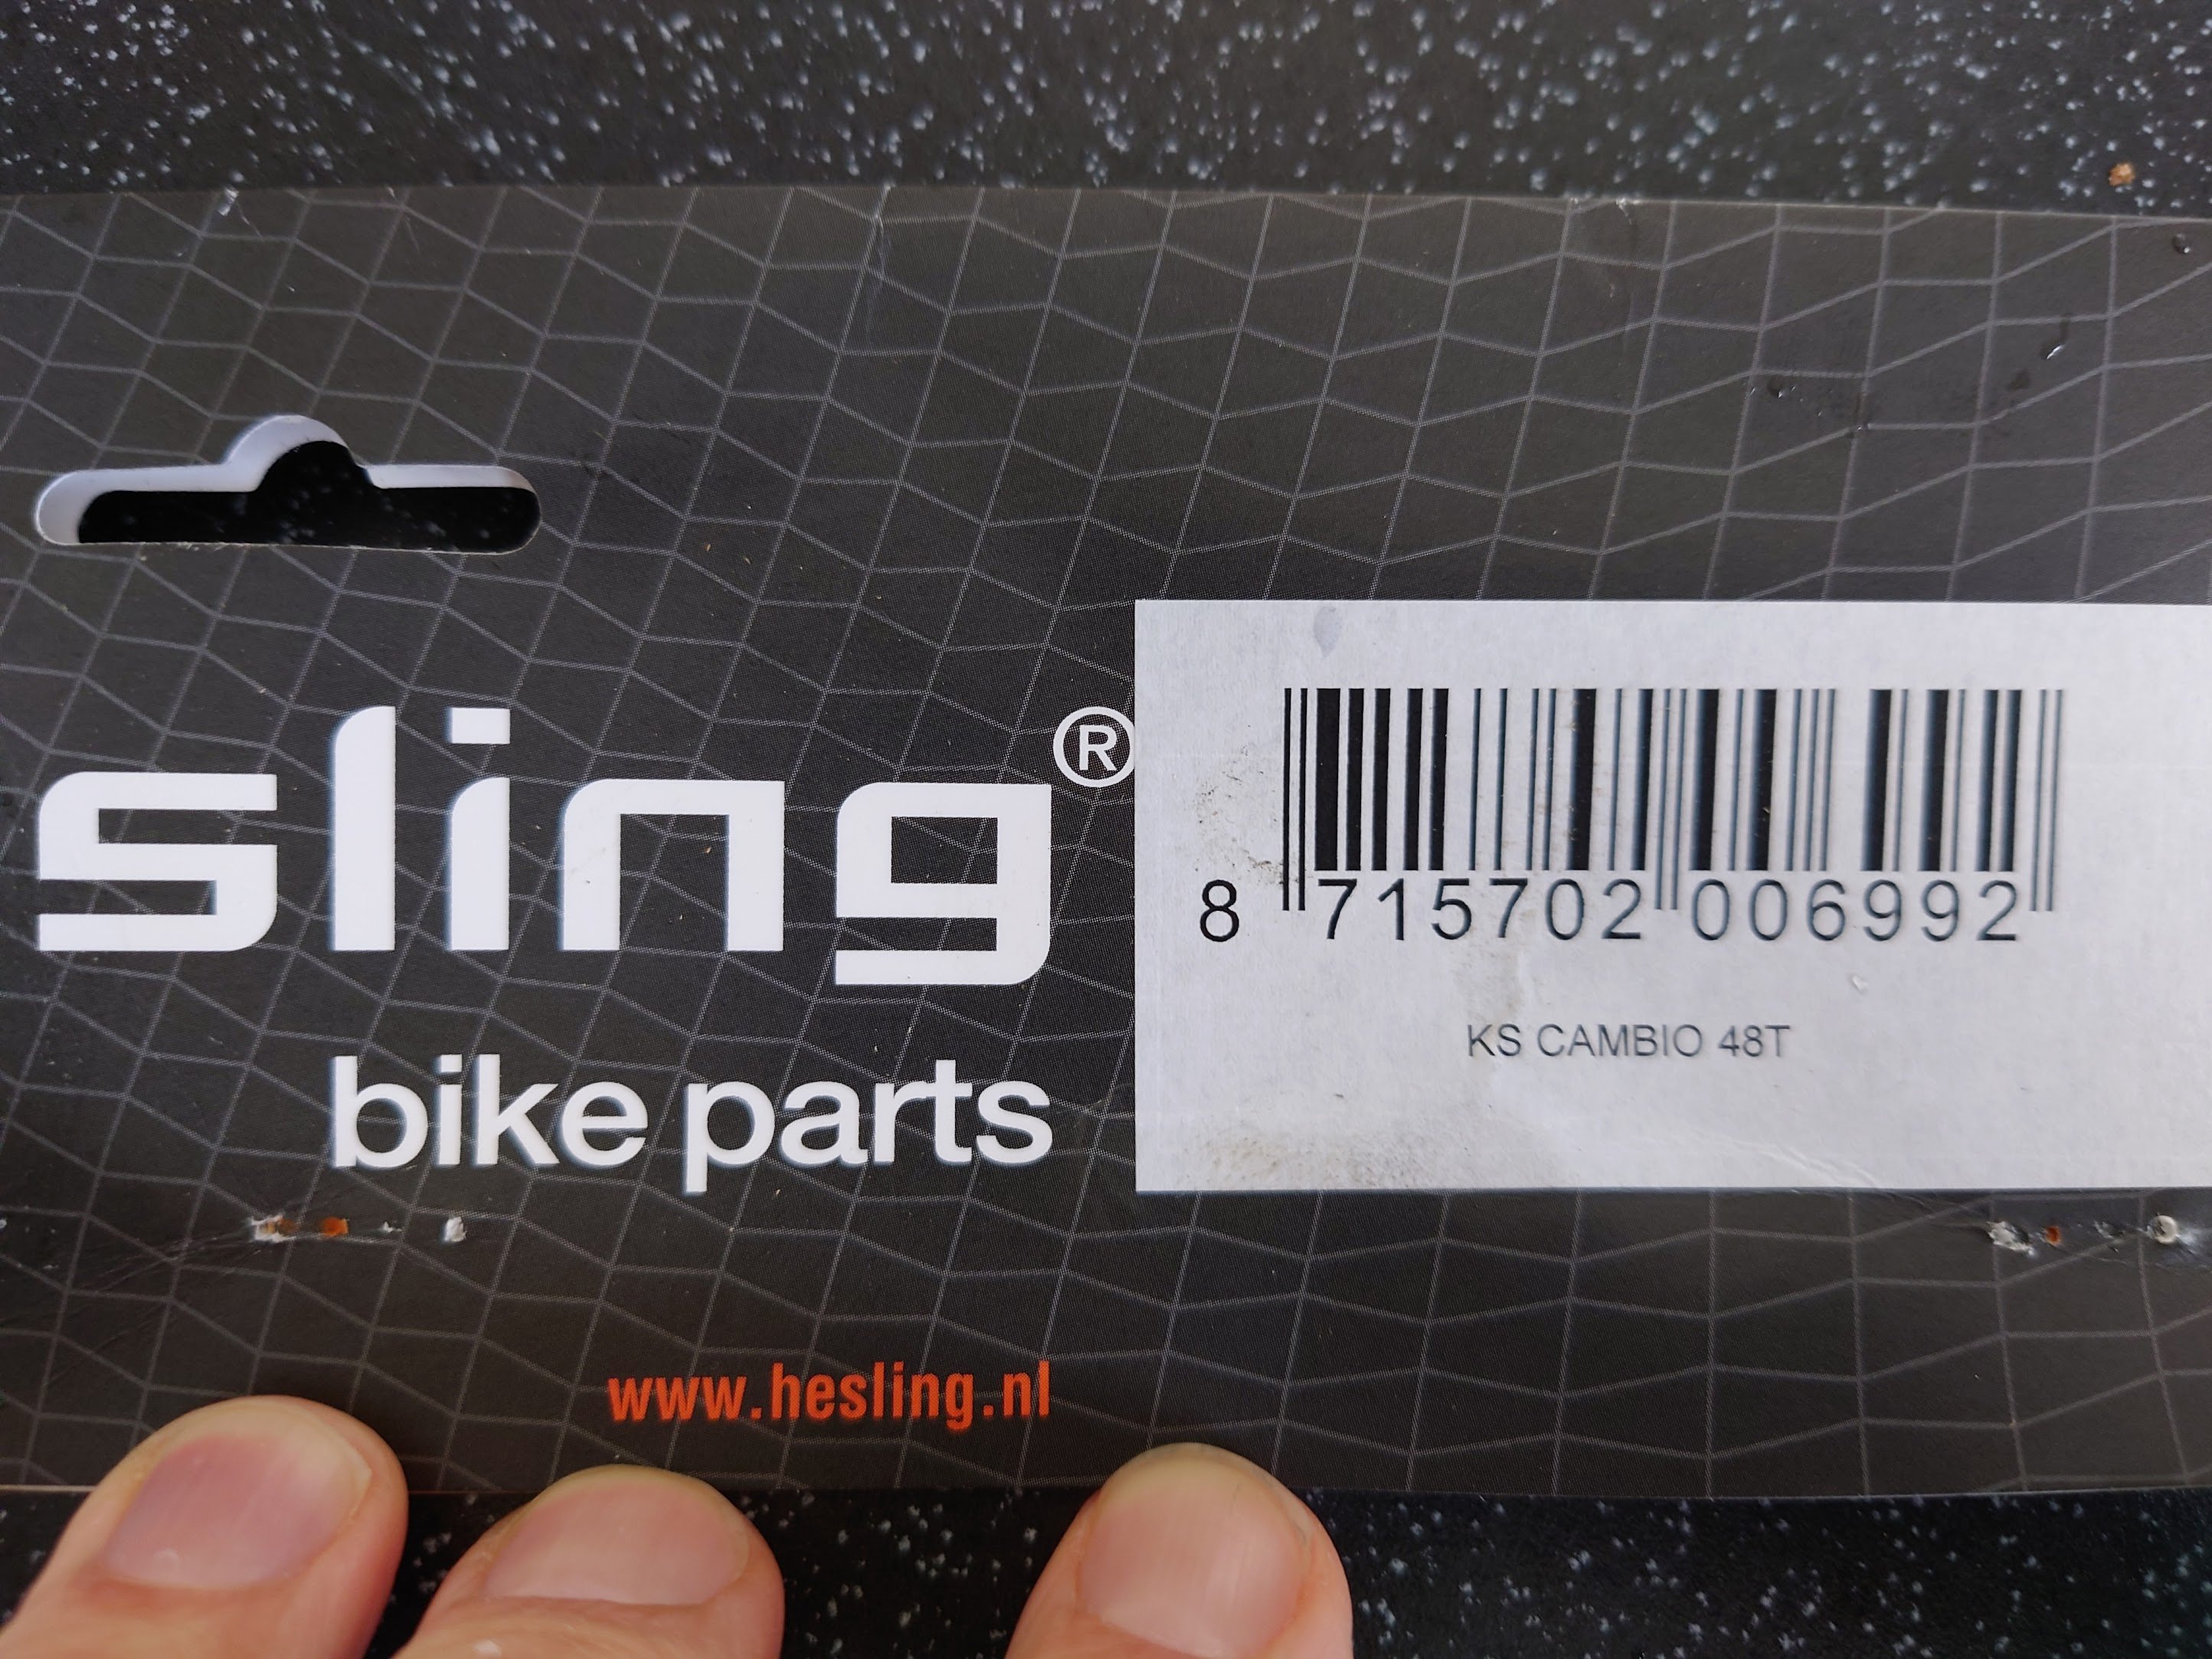 sling®
bike parts
www.hesling.nl
8 715702 006992
KS CAMBIO 48T